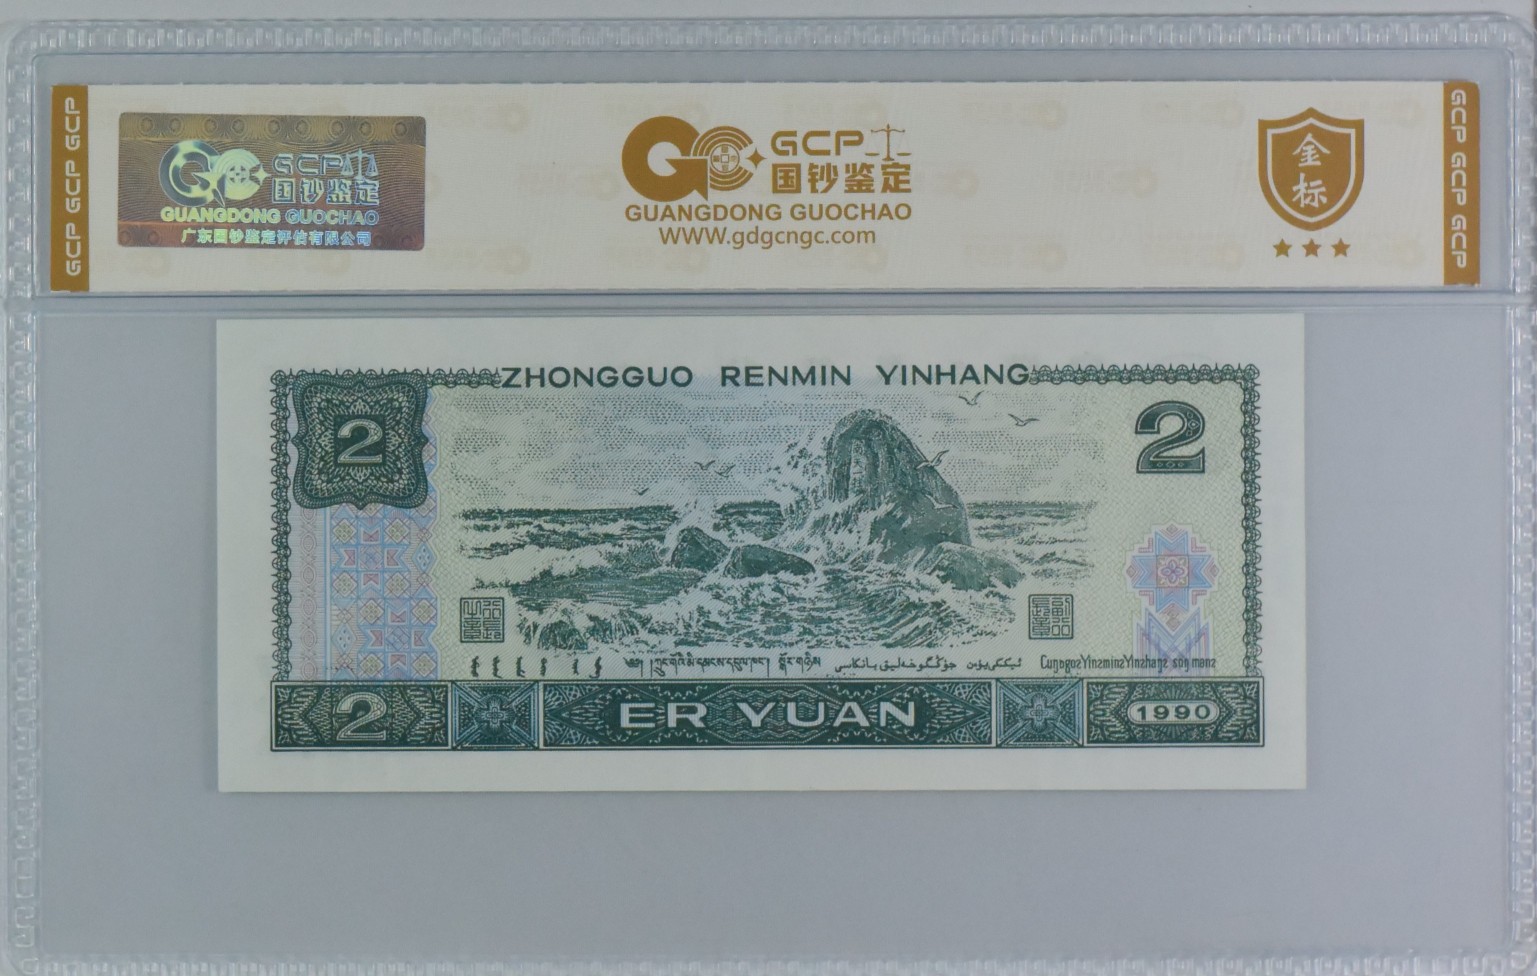 GCP GCP GCP
GCP
国钞鉴定
GUANGDONG GUOCHAO
广东国钞鉴定评估有限公司
GCP
国钞鉴定
GUANGDONG GUOCHAO
WWW.gdgcngc.com
金
标
GCP GCP GCP
ZHONGGUO RENMIN YINHANG
2
2
2
ER YUAN
1990